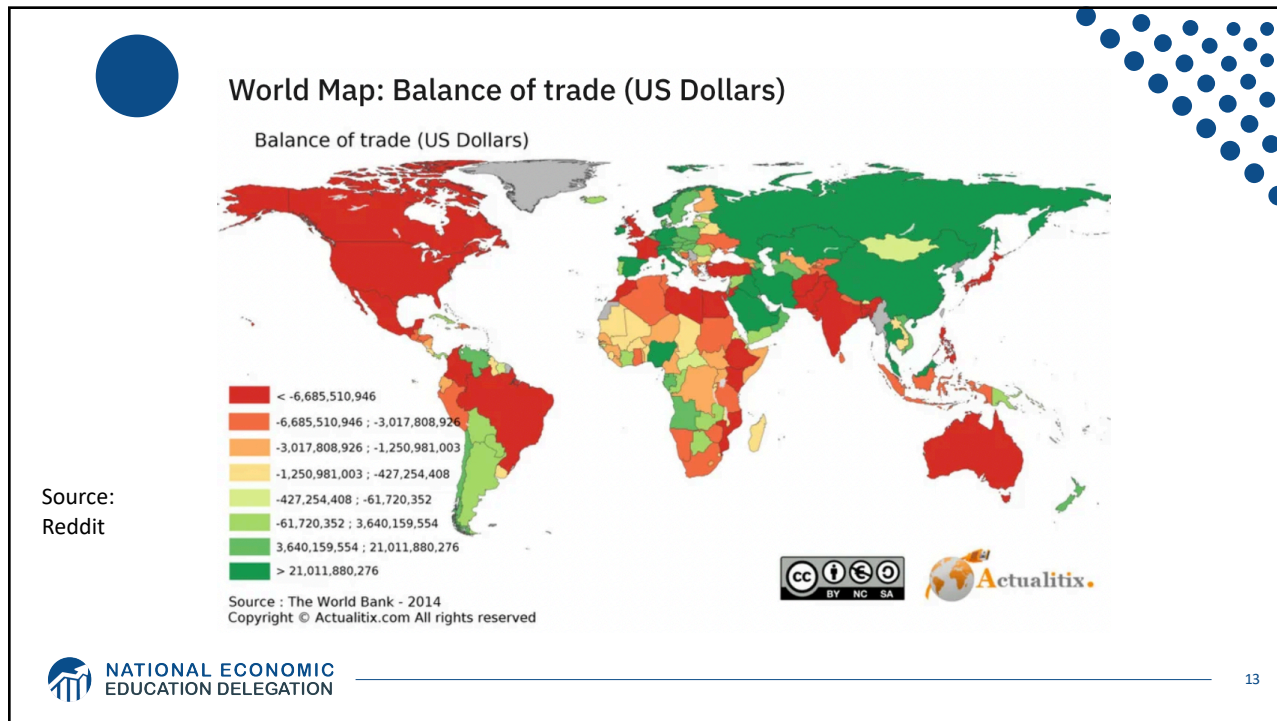 World Map: Balance of trade (US Dollars)
Balance of trade (US Dollars)
< -6,685,510,946
-6,685,510,946 ; -3,017,808,926
-3,017,808,926 ; -1,250,981,003
-1,250,981,003 ; -427,254,408
-427,254,408 ; -61,720,352
-61,720,352 ; 3,640,159,554
3,640,159,554 ; 21,011,880,276
> 21,011,880,276
Source:
Reddit
Source : The World Bank - 2014
Copyright © Actualitix.com All rights reserved
cc
BY NC SA
Actualitix.
NATIONAL ECONOMIC
EDUCATION DELEGATION
13